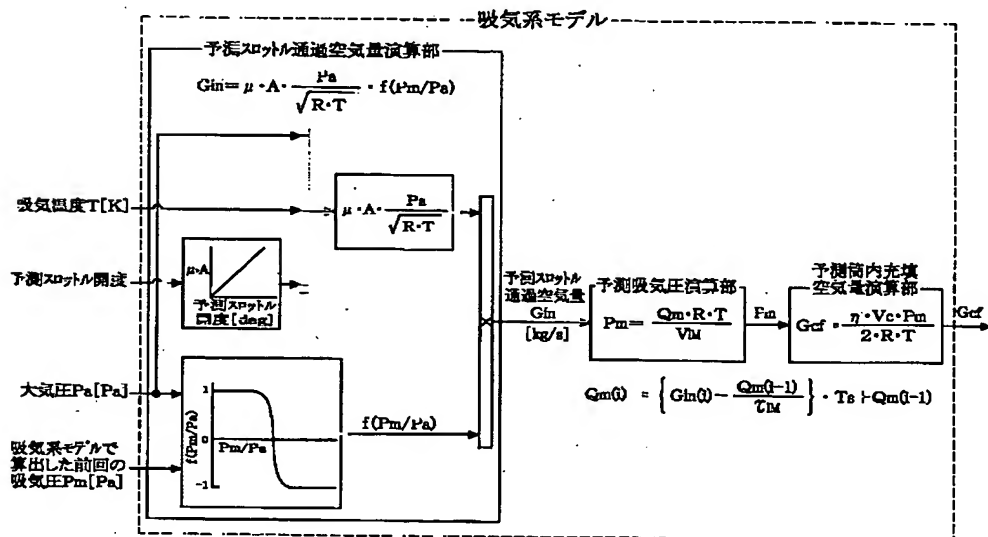 吸気系モデル
予測スロットル通過空気量演算部
Gin= μ・A・Pa/√R・T・f(Pm/Pa)
吸気温度T[K]
μ・A・Pa/√R・T
予測スロットル開度
μ・A
予測スロットル
開度[deg]
大気圧Pa[Pa]
吸気系モデルで
算出した前回の
吸気圧Pm[Pa]
f(Pm/Pa)
1
0
-1
Pm/Pa
f(Pm/Pa)
予測スロットル
通過空気量
Gin
[kg/s]
予測吸気圧演算部
Pm= Qm・R・T/VIM
Pm
予測筒内充填
空気量演算部
Gcf = η・Vc・Pm/2・R・T
Gcf
Qm(i) = {Gin(i)-Qm(i-1)/τIM}・Ts+Qm(i-1)